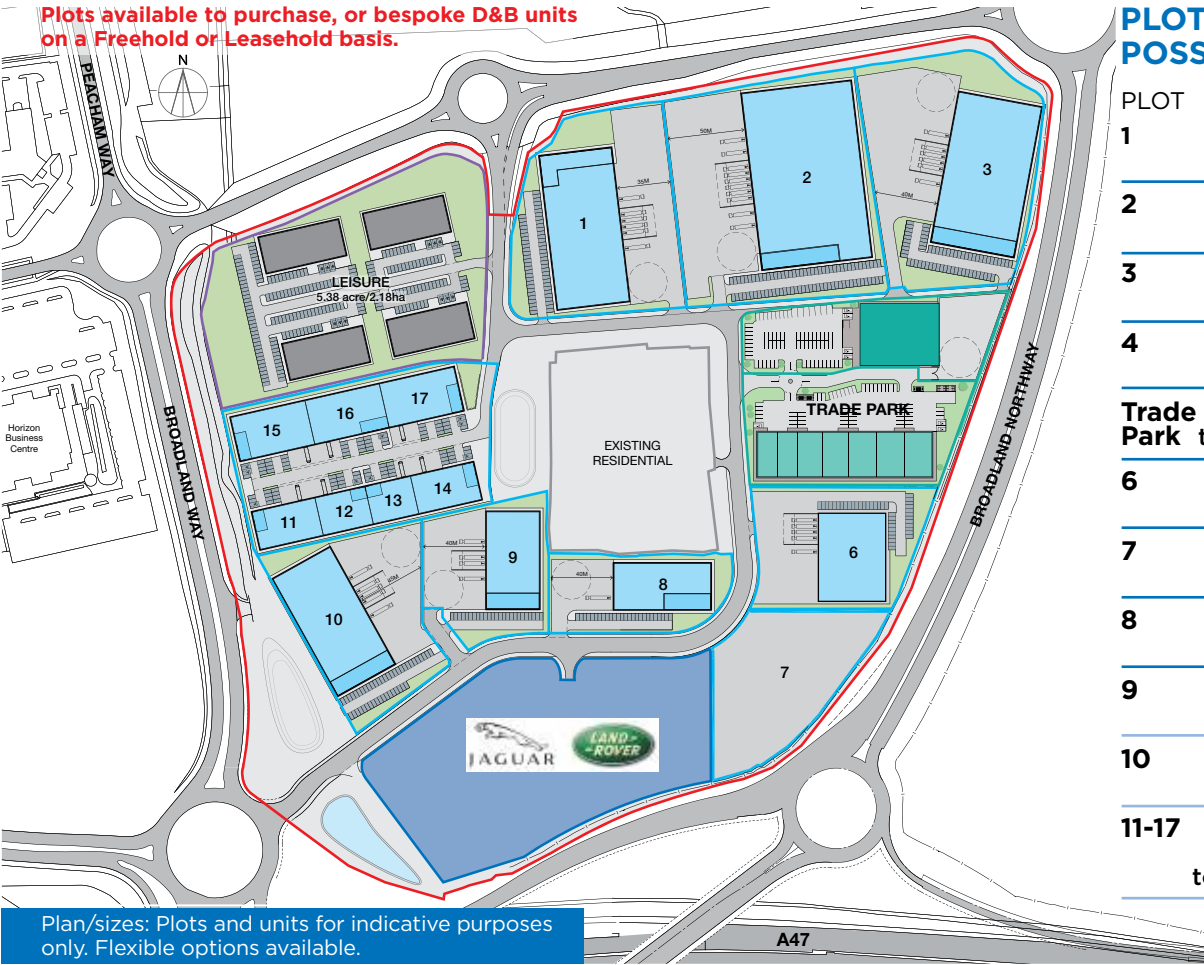 Plots available to purchase, or bespoke D&B units
on a Freehold or Leasehold basis.
N
PEACHAM WAY
BROADLAND WAY
Horizon
Business
Centre
LEISURE
5.38 acre/2.18ha
1
36M
50M
2
40M
3
TRADE PARK
BROADLAND NORTHWAY
EXISTING
RESIDENTIAL
15
16
17
11
12
13
14
40M
9
40M
8
6
10
7
JAGUAR
LAND-
-ROVER
A47
Plan/sizes: Plots and units for indicative purposes
only. Flexible options available.
PLOT
POSS
PLOT
1
2
3
4
Trade
Park t
6
7
8
9
10
11-17